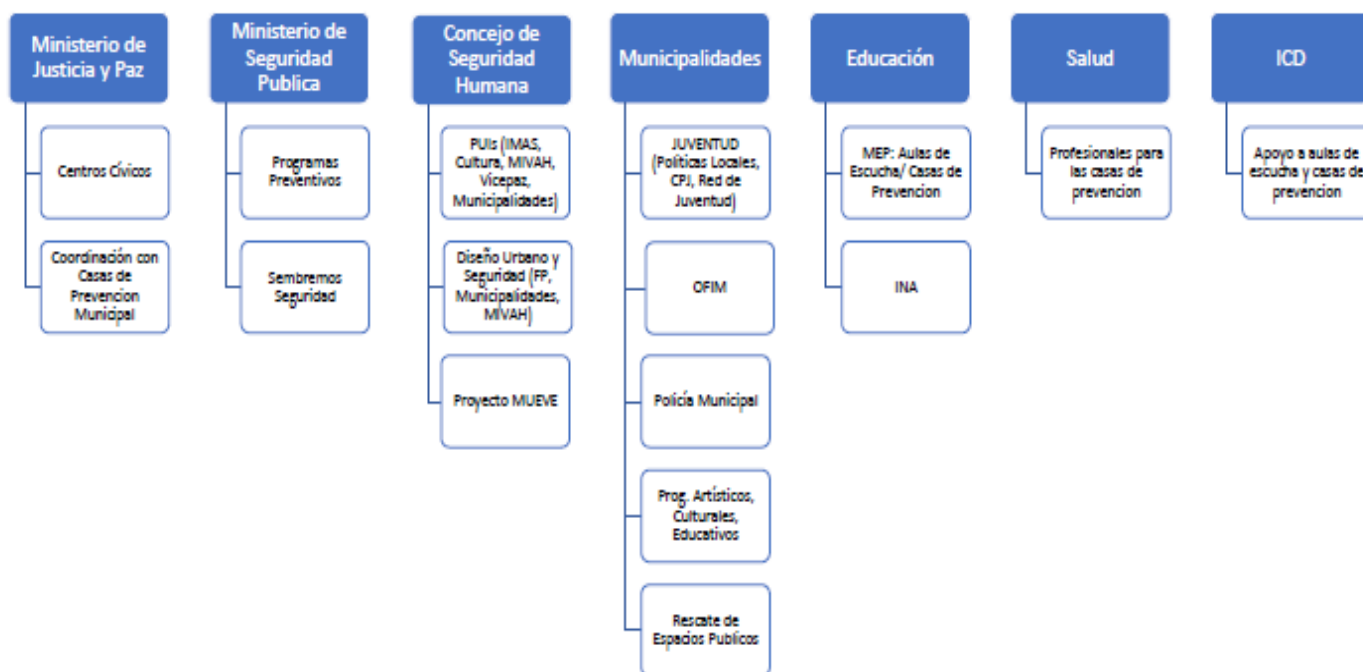 Ministerio de
Justicia y Paz
Centros Cívicos
Coordinación con
Casas de
Prevencion
Municipal
Ministerio de
Seguridad
Publica
Programas
Preventivos
Sembremos
Seguridad
Concejo de
Seguridad
Humana
PUIs (IMAS,
Cultura, MIVAH,
Vicepaz,
Municipalidades)
Diseño Urbano y
Seguridad (FP,
Municipalidades,
MIVAH)
Proyecto MUEVE
Municipalidades
JUVENTUD
(Políticas Locales,
CPJ, Red de
Juventud)
OFIM
Policía Municipal
Prog. Artísticos,
Culturales,
Educativos
Rescate de
Espacios Publicos
Educación
MEP: Aulas de
Escucha/ Casas de
Prevencion
INA
Salud
Profesionales para
las casas de
prevencion
ICD
Apoyo a aulas de
escucha y casas de
prevencion